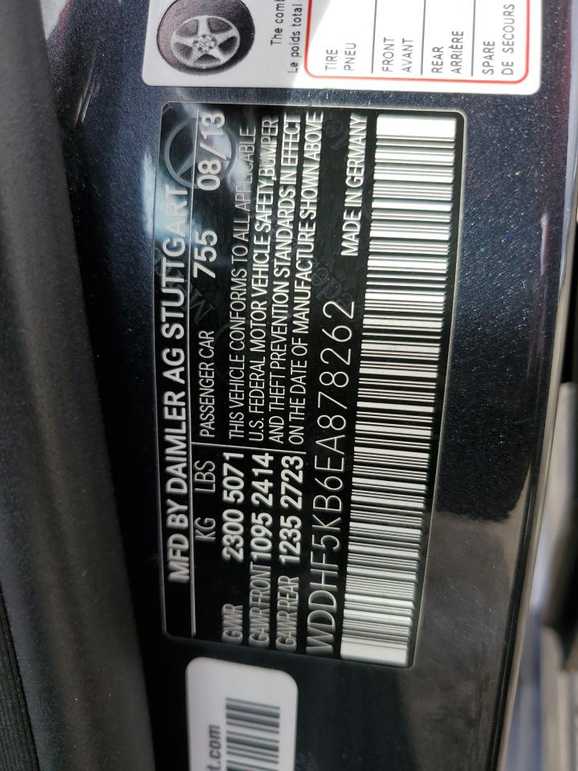 The com
Le poids total
TIRE
PNEU
FRONT
AVANT
REAR
ARRIÈRE
SPARE
DE SECOURS
MFD BY DAIMLER AG STUTTGART
KG LBS PASSENGER CAR 755 08/13
GWR 2300 5071
GAWR FRONT 1095 2414
GAWR REAR 1235 2723
THIS VEHICLE CONFORMS TO ALL APPLICABLE
U.S. FEDERAL MOTOR VEHICLE SAFETY, BUMPER
AND THEFT PREVENTION STANDARDS IN EFFECT
ON THE DATE OF MANUFACTURE SHOWN ABOVE
WDDHF5KB6EA878262 MADE IN GERMANY
t.com